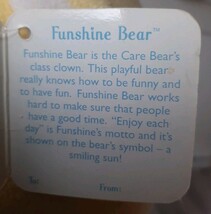 Funshine Bear™
Funshine Bear is the Care Bear's
class clown. This playful bear
really knows how to be funny and
to have fun. Funshine Bear works
hard to make sure that people
have a good time. “Enjoy each
day” is Funshine's motto and it's
shown on the bear's symbol – a
smiling sun!
To: From: